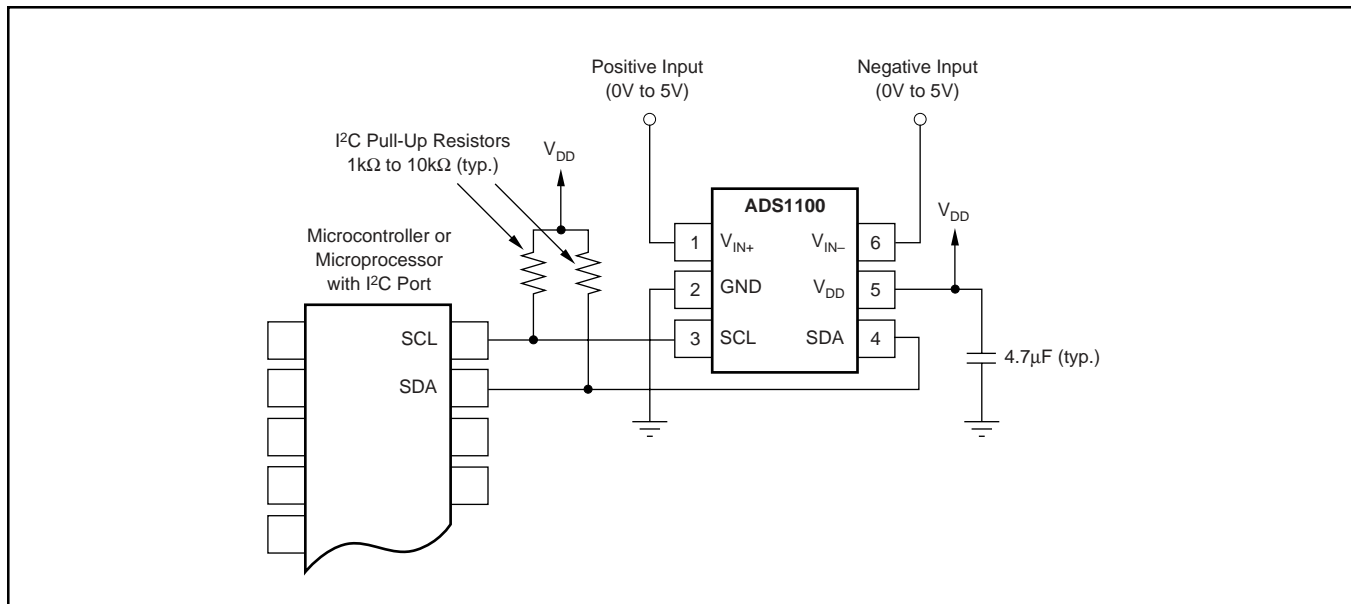 Positive Input
(0V to 5V)
Negative Input
(0V to 5V)
I²C Pull-Up Resistors
1kΩ to 10kΩ (typ.)
V_DD
Microcontroller or
Microprocessor
with I²C Port
SCL
SDA
ADS1100
1 V_IN+ V_IN– 6
2 GND V_DD 5
3 SCL SDA 4
V_DD
4.7μF (typ.)